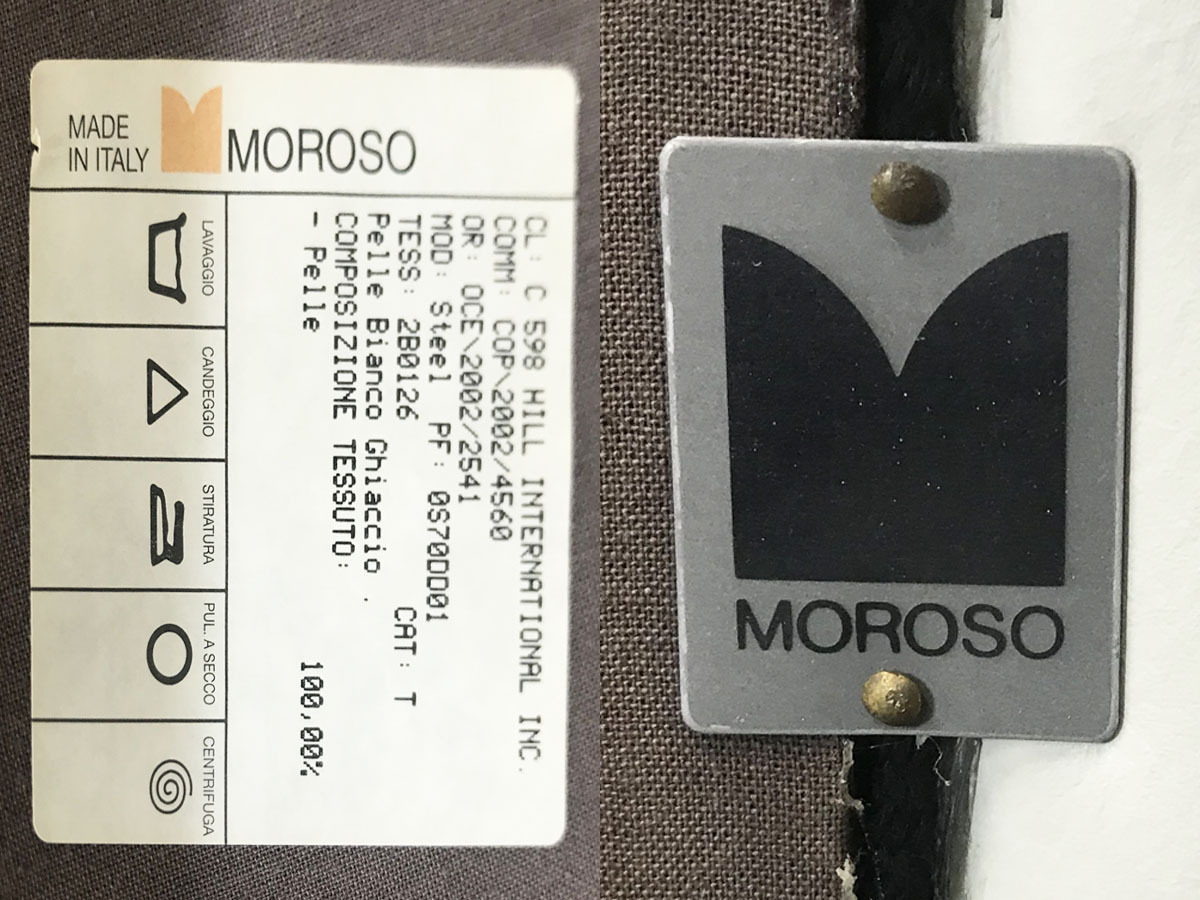 MADE
IN ITALY
MOROSO
CL: C 598 HILL INTERNATIONAL INC.
COMM: COP\2002/4560
OR: OCE\2002/2541
MOD: Steel PF: 0S70DD01
TESS: 2B0126 CAT: T
Pelle Bianco Ghiaccio .
COMPOSIZIONE TESSUTO:
- Pelle 100,00%
LAVAGGIO
CANDEGGIO
STIRATURA
PUL. A SECCO
CENTRIFUGA
MOROSO